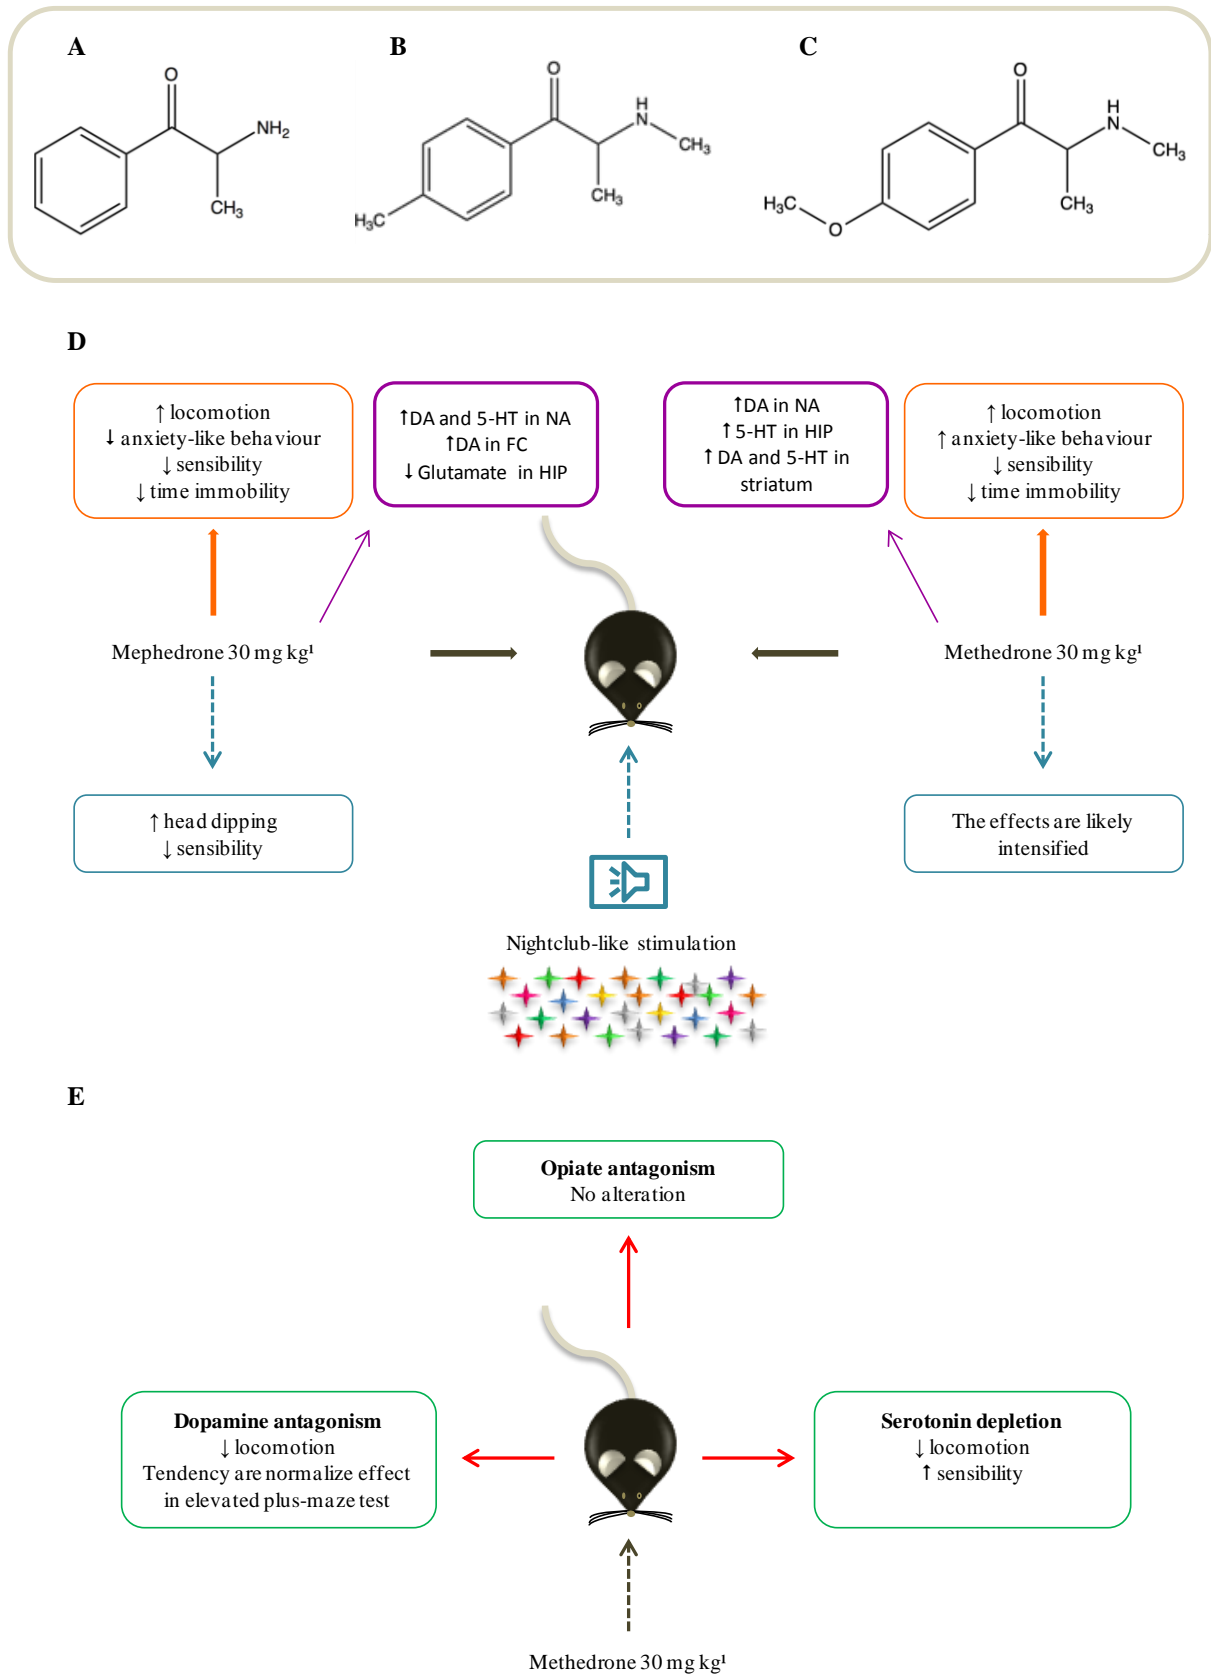 A
B
C
O
NH₂
CH₃
O
H
N
CH₃
CH₃
H₃C
O
H
N
CH₃
CH₃
H₃C
O
D
↑ locomotion
↓ anxiety-like behaviour
↓ sensibility
↓ time immobility
↑DA and 5-HT in NA
↑DA in FC
↓ Glutamate in HIP
↑DA in NA
↑ 5-HT in HIP
↑ DA and 5-HT in
striatum
↑ locomotion
↑ anxiety-like behaviour
↓ sensibility
↓ time immobility
Mephedrone 30 mg kg¹
Methedrone 30 mg kg¹
↑ head dipping
↓ sensibility
The effects are likely
intensified
Nightclub-like stimulation
E
Opiate antagonism
No alteration
Dopamine antagonism
↓ locomotion
Tendency are normalize effect
in elevated plus-maze test
Serotonin depletion
↓ locomotion
↑ sensibility
Methedrone 30 mg kg¹